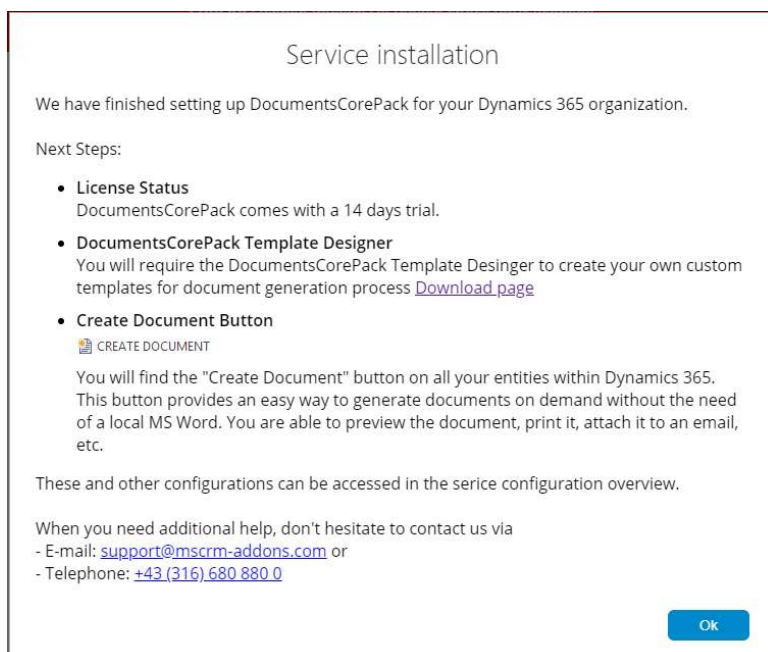 Service installation
We have finished setting up DocumentsCorePack for your Dynamics 365 organization.
Next Steps:
• License Status
DocumentsCorePack comes with a 14 days trial.
• DocumentsCorePack Template Designer
You will require the DocumentsCorePack Template Desinger to create your own custom
templates for document generation process Download page
• Create Document Button
CREATE DOCUMENT
You will find the "Create Document" button on all your entities within Dynamics 365.
This button provides an easy way to generate documents on demand without the need
of a local MS Word. You are able to preview the document, print it, attach it to an email,
etc.
These and other configurations can be accessed in the serice configuration overview.
When you need additional help, don't hesitate to contact us via
- E-mail: support@mscrm-addons.com or
- Telephone: +43 (316) 680 880 0
Ok